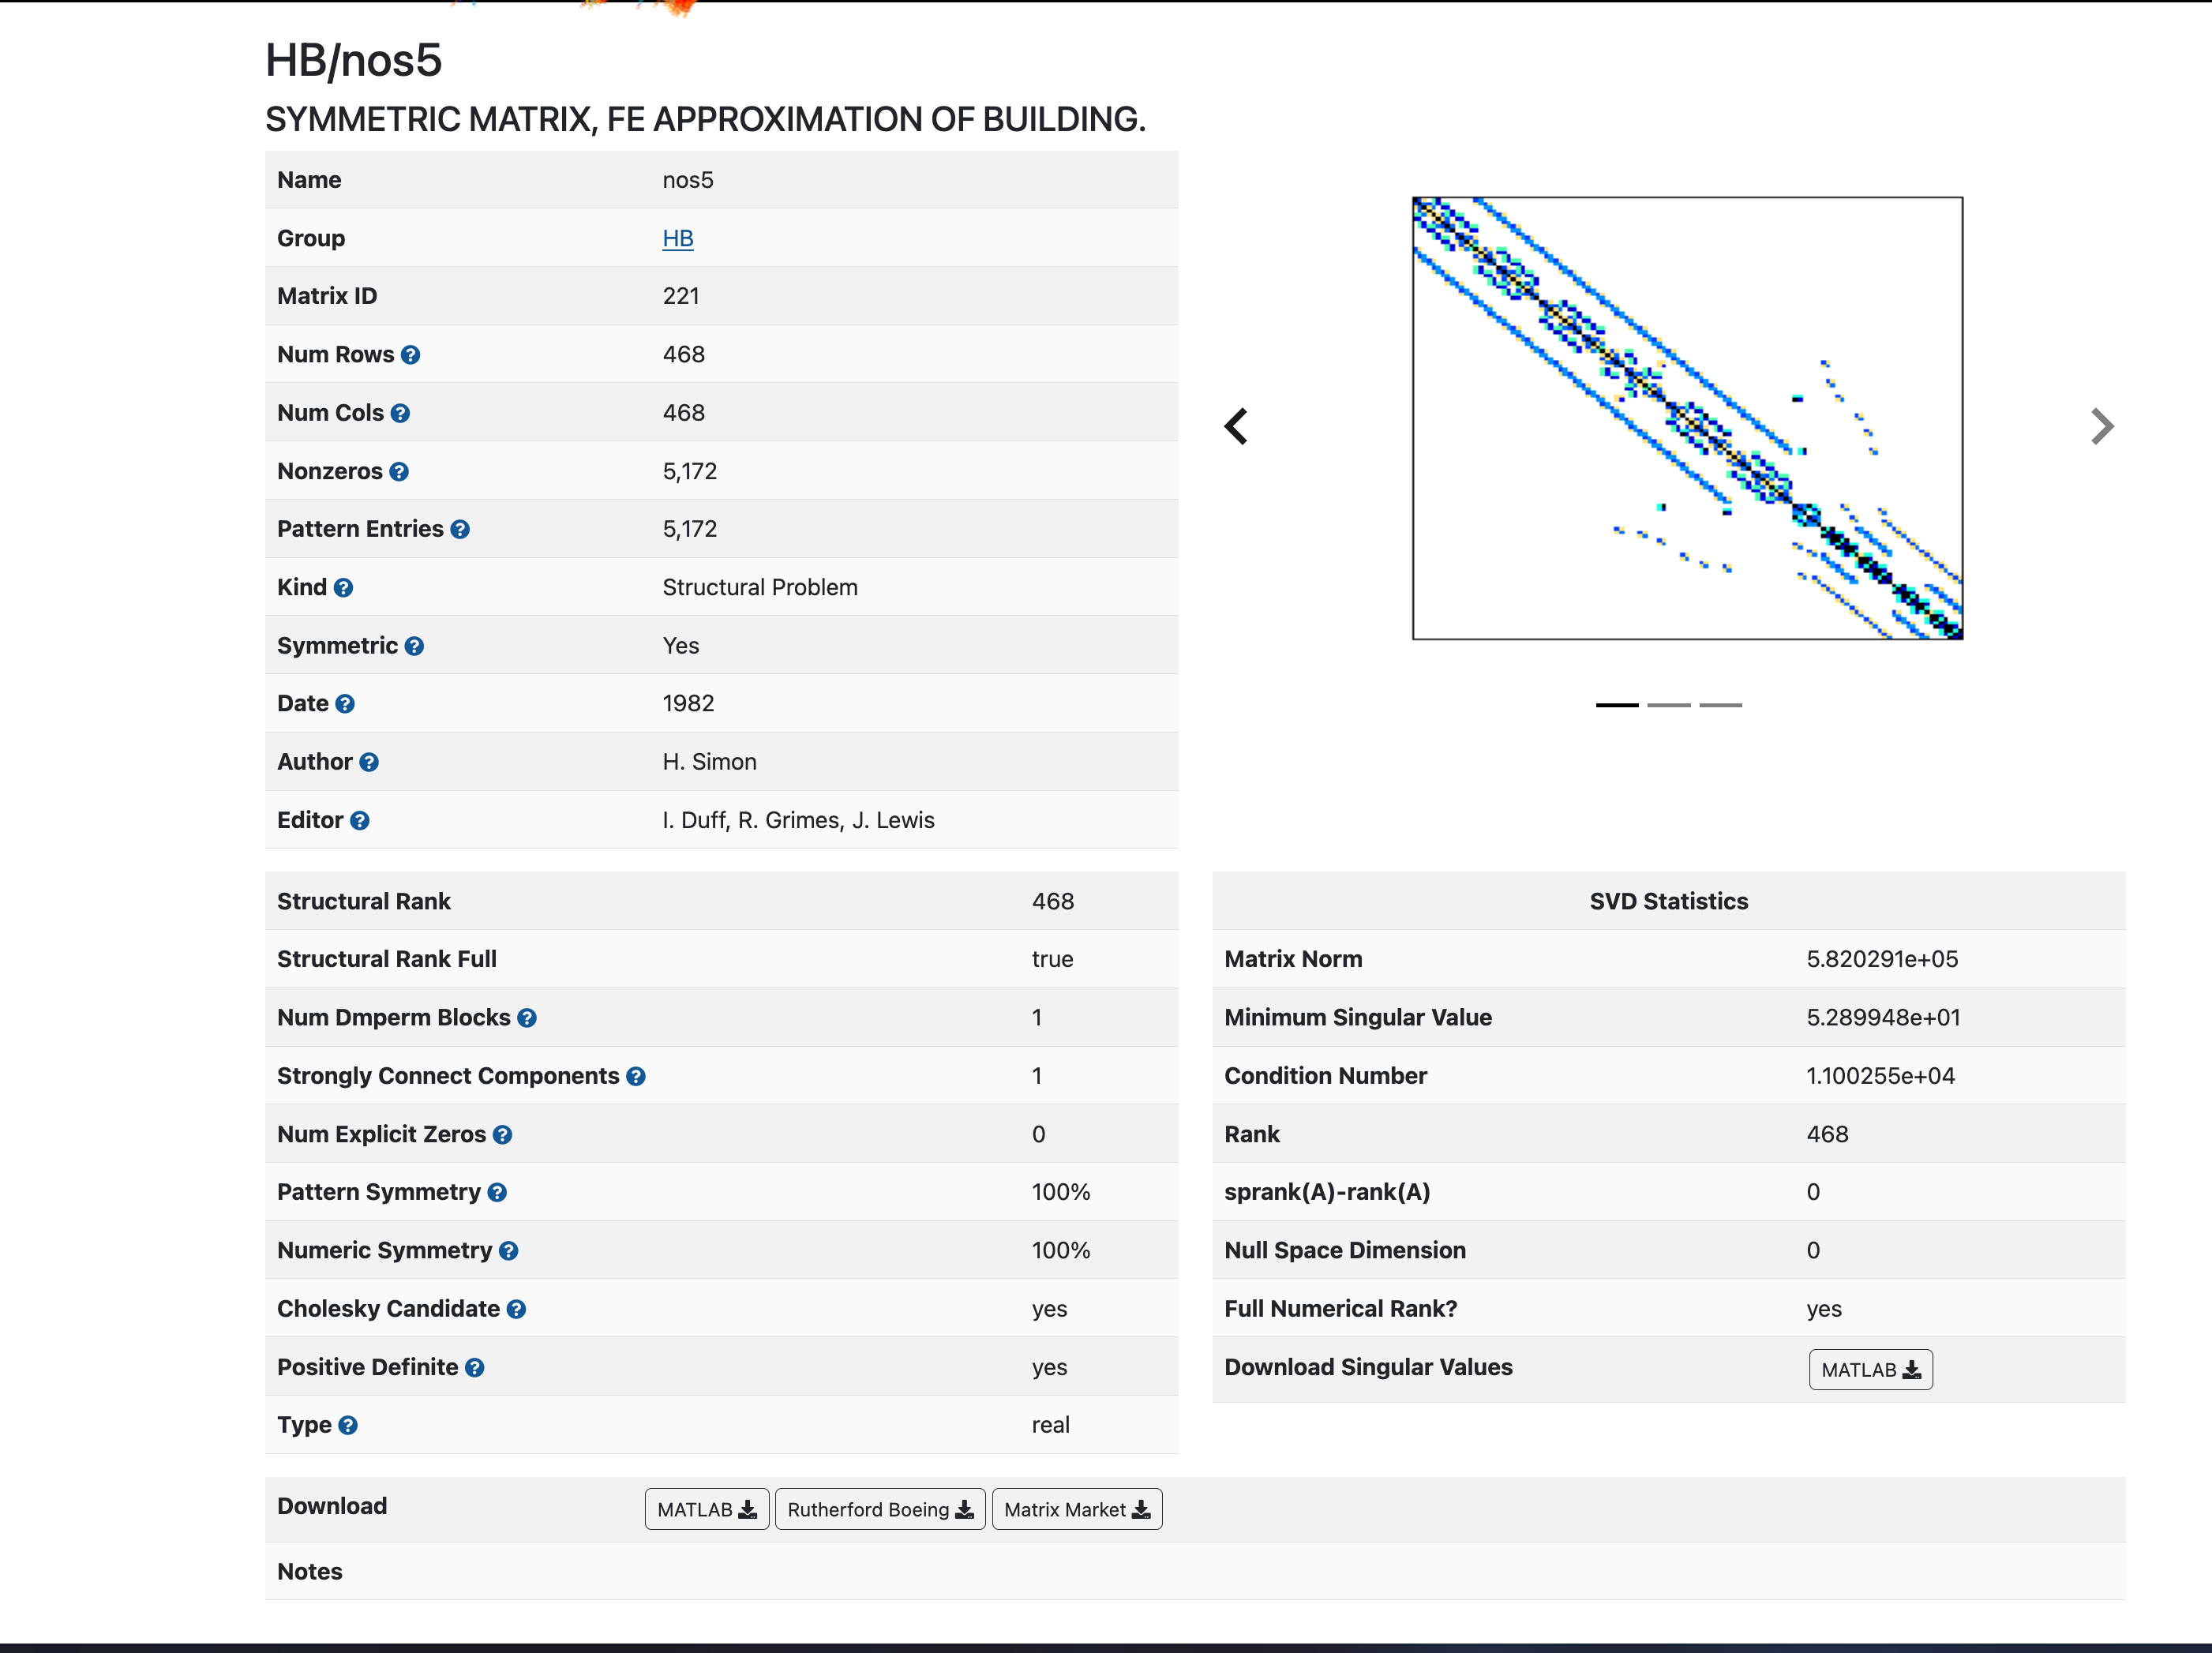 HB/nos5
SYMMETRIC MATRIX, FE APPROXIMATION OF BUILDING.
Name nos5
Group HB
Matrix ID 221
Num Rows ? 468
Num Cols ? 468
Nonzeros ? 5,172
Pattern Entries ? 5,172
Kind ? Structural Problem
Symmetric ? Yes
Date ? 1982
Author ? H. Simon
Editor ? I. Duff, R. Grimes, J. Lewis
Structural Rank 468
Structural Rank Full true
Num Dmperm Blocks ? 1
Strongly Connect Components ? 1
Num Explicit Zeros ? 0
Pattern Symmetry ? 100%
Numeric Symmetry ? 100%
Cholesky Candidate ? yes
Positive Definite ? yes
Type ? real
SVD Statistics
Matrix Norm 5.820291e+05
Minimum Singular Value 5.289948e+01
Condition Number 1.100255e+04
Rank 468
sprank(A)-rank(A) 0
Null Space Dimension 0
Full Numerical Rank? yes
Download Singular Values MATLAB
Download MATLAB Rutherford Boeing Matrix Market
Notes